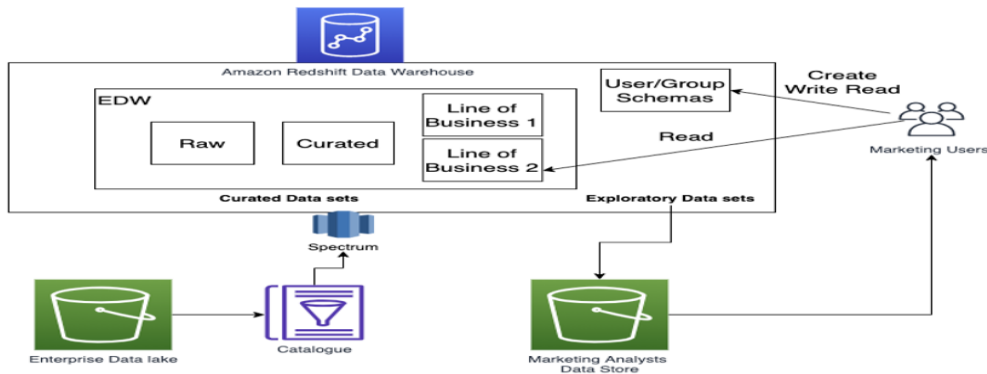 Amazon Redshift Data Warehouse
EDW
Raw
Curated
Line of
Business 1
Line of
Business 2
User/Group
Schemas
Create
Write Read
Read
Marketing Users
Curated Data sets
Exploratory Data sets
Spectrum
Enterprise Data lake
Catalogue
Marketing Analysts
Data Store